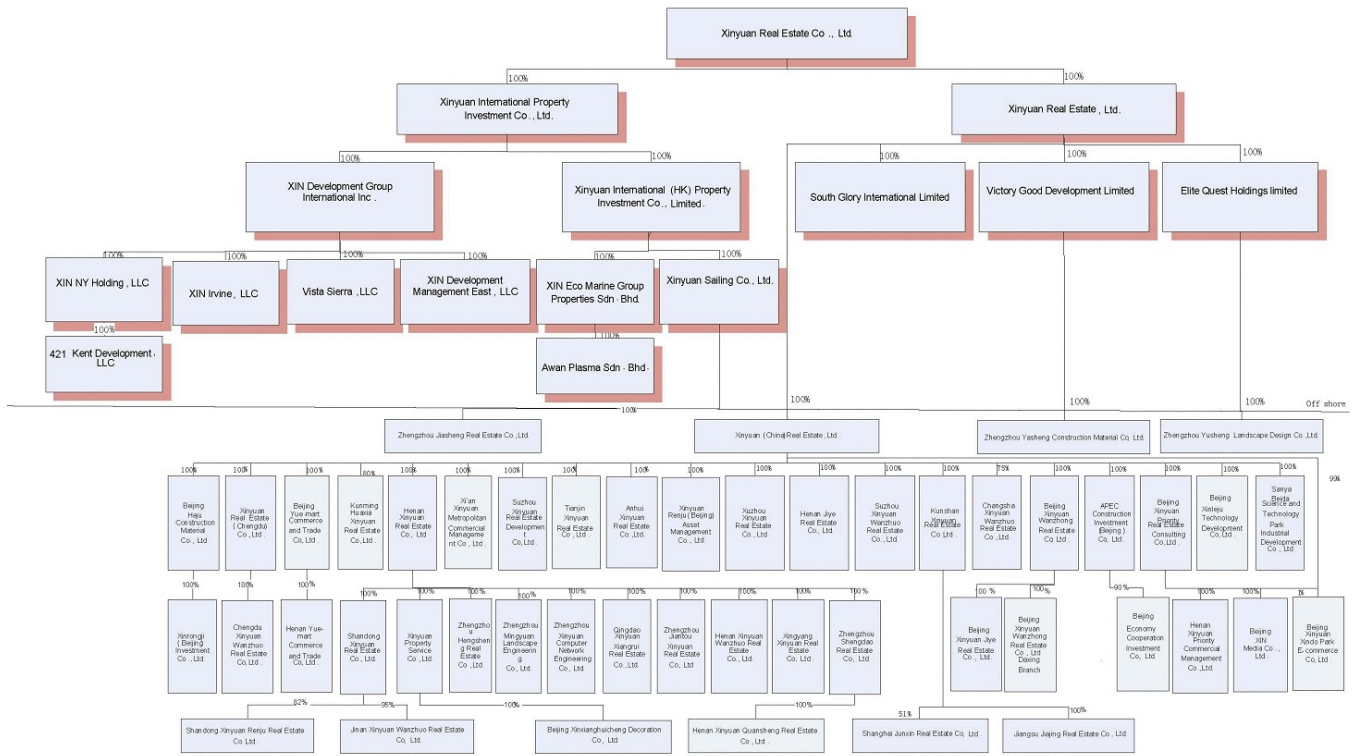 Xinyuan Real Estate Co ., Ltd.
100%
100%
Xinyuan International Property
Investment Co ., Ltd.
Xinyuan Real Estate , Ltd.
100%
100%
100%
100%
100%
XIN Development Group
International Inc .
Xinyuan International (HK) Property
Investment Co ., Limited .
South Glory International Limited
Victory Good Development Limited
Elite Quest Holdings limited
100%
100%
100%
100%
100%
100%
XIN NY Holding , LLC
XIN Irvine , LLC
Vista Sierra , LLC
XIN Development
Management East , LLC
XIN Eco Marine Group
Properties Sdn . Bhd.
Xinyuan Sailing Co., Ltd.
100%
100%
421 Kent Development ,
LLC
Awan Plasma Sdn . Bhd .
100%
100%
100%
100%
Off shore
Zhengzhou Jiasheng Real Estate Co ., Ltd.
Xinyuan (China) Real Estate , Ltd.
Zhengzhou Yasheng Construction Material Co. Ltd.
Zhengzhou Yusheng Landscape Design Co ., Ltd.
100%
100%
100%
80%
100%
100%
100%
100%
100%
100%
100%
100%
100%
100%
75%
100%
100%
100%
100%
100%
99%
Beijing
Heju
Construction
Material
Co ., Ltd
Xinyuan
Real Estate
( Chengdu )
Co ., Ltd .
Beijing
Yue-mart
Commerce
and Trade
Co ., Ltd
Kunming
Huaxia
Xinyuan
Real Estate
Co ., Ltd .
Henan
Xinyuan
Real Estate
Co ., Ltd .
Xi'an
Xinyuan
Metropolitan
Commercial
Manageme
nt Co ., Ltd .
Suzhou
Xinyuan
Real Estate
Developmen
t
Co ., Ltd
Tianjin
Xinyuan
Real Estate
Co ., Ltd .
Anhui
Xinyuan
Real Estate
Co ., Ltd .
Xinyuan
Renju ( Beijing )
Asset
Management
Co ., Ltd
Xuzhou
Xinyuan
Real Estate
Co ., Ltd .
Henan Jiye
Real Estate
Co ., Ltd .
Suzhou
Xinyuan
Wanzhuo
Real Estate
Co ., Ltd .
Kunshan
Xinyuan
Real Estate
Co ., Ltd .
Changsha
Xinyuan
Wanzhuo
Real Estate
Co ., Ltd .
Beijing
Xinyuan
Wanzhong
Real Estate
Co. Ltd .
APEC
Construction
Investment
(Beijing )
Co, Ltd .
Beijing
Xinyuan
Priority
Real Estate
Consulting
Co., Ltd .
Beijing
Xinleju
Technology
Development
Co., Ltd .
Sanya
Beida
Science and
Technology
Park
Industrial
Development
Co ., Ltd
100%
100%
100%
100%
100%
100%
100%
100%
100%
100%
100%
100%
100%
100 %
100%
90 %
100%
100%
1%
Xinrongji
( Beijing )
Investment
Co ., Ltd.
Chengdu
Xinyuan
Wanzhuo
Real Estate
Co, Ltd.
Henan Yue-
mart
Commerce
and Trade
Co., Ltd.
Shandong
Xinyuan
Real Estate
Co ., Ltd .
Xinyuan
Property
Service
Co ., Ltd
Zhengzho
u
Hengsheng
Real Estate
Co ., Ltd.
Zhengzhou
Mingyuan
Landscape
Engineerin
g
Co ., Ltd.
Zhengzhou
Xinyuan
Computer
Network
Engineering
Co ., Ltd.
Qingdao
Xinyuan
Xiangrui
Real Estate
Co ., Ltd .
Zhengzhou
Jiantou
Xinyuan
Real Estate
Co ., Ltd .
Henan Xinyuan
Wanzhuo Real
Estate
Co ., Ltd .
Xingyang
Xinyuan
Real Estate
Co ., Ltd .
Zhengzhou
Shengdao
Real Estate
Co ., Ltd
Beijing
Xinyuan Jiye
Real Estate
Co ., Ltd.
Beijing
Xinyuan
Wanzhong
Real Estate
Co ., Ltd
Daxing
Branch
Beijing
Economy
Cooperation
Investment
Co, Ltd
Henan
Xinyuan
Priority
Commercial
Management
Co ., Ltd.
Beijing
XIN
Media Co .,
Ltd .
Beijing
Xinyuan
Xindo Park
E-commerce
Co, Ltd .
82%
95%
100%
100%
51%
100%
Shandong Xinyuan Renju Real Estate
Co, Ltd .
Jinan Xinyuan Wanzhuo Real Estate
Co, Ltd.
Beijing Xinxianghuicheng Decoration
Co, Ltd
Henan Xinyuan Quansheng Real Estate
Co ., Ltd .
Shanghai Junxin Real Estate Co, Ltd.
Jiangsu Jiajing Real Estate Co ., Ltd